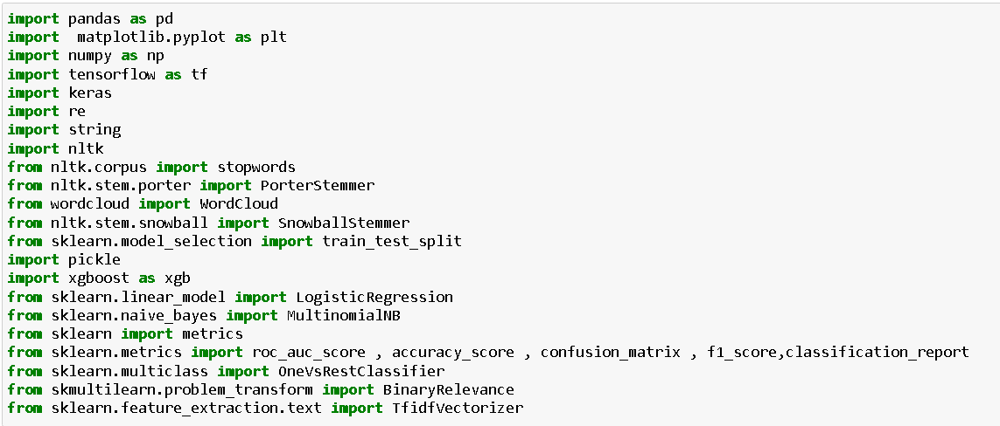 import pandas as pd
import  matplotlib.pyplot as plt
import numpy as np
import tensorflow as tf
import keras
import re
import string
import nltk
from nltk.corpus import stopwords
from nltk.stem.porter import PorterStemmer
from wordcloud import WordCloud
from nltk.stem.snowball import SnowballStemmer
from sklearn.model_selection import train_test_split
import pickle
import xgboost as xgb
from sklearn.linear_model import LogisticRegression
from sklearn.naive_bayes import MultinomialNB
from sklearn import metrics
from sklearn.metrics import roc_auc_score , accuracy_score , confusion_matrix , f1_score,classification_report
from sklearn.multiclass import OneVsRestClassifier
from skmultilearn.problem_transform import BinaryRelevance
from sklearn.feature_extraction.text import TfidfVectorizer